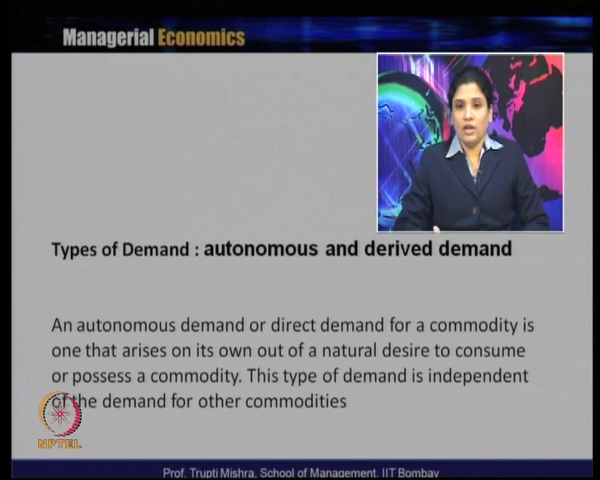 Managerial Economics
Types of Demand : autonomous and derived demand
An autonomous demand or direct demand for a commodity is
one that arises on its own out of a natural desire to consume
or possess a commodity. This type of demand is independent
of the demand for other commodities
NPTEL
Prof. Trupti Mishra, School of Management, IIT Bombay